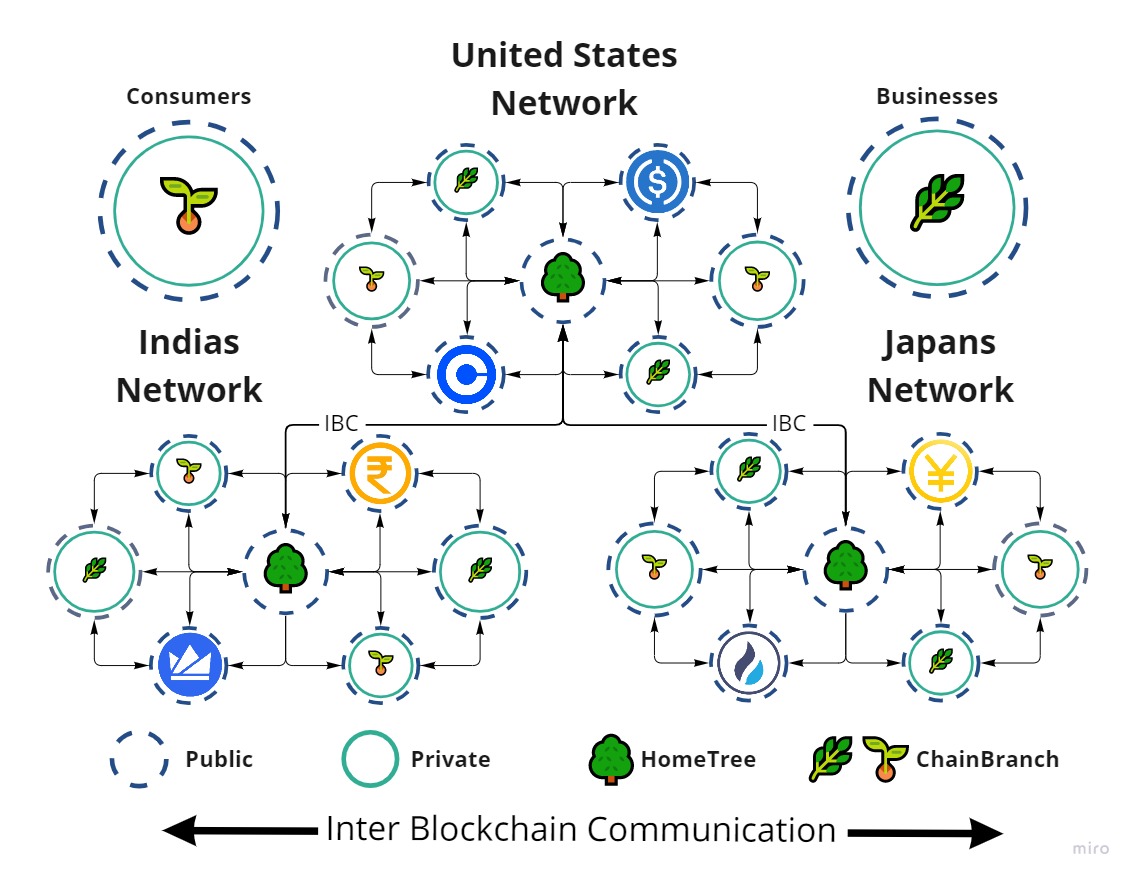 United States
Network
Consumers
Businesses
Indias
Network
Japans
Network
IBC
IBC
Public
Private
HomeTree
ChainBranch
Inter Blockchain Communication
miro